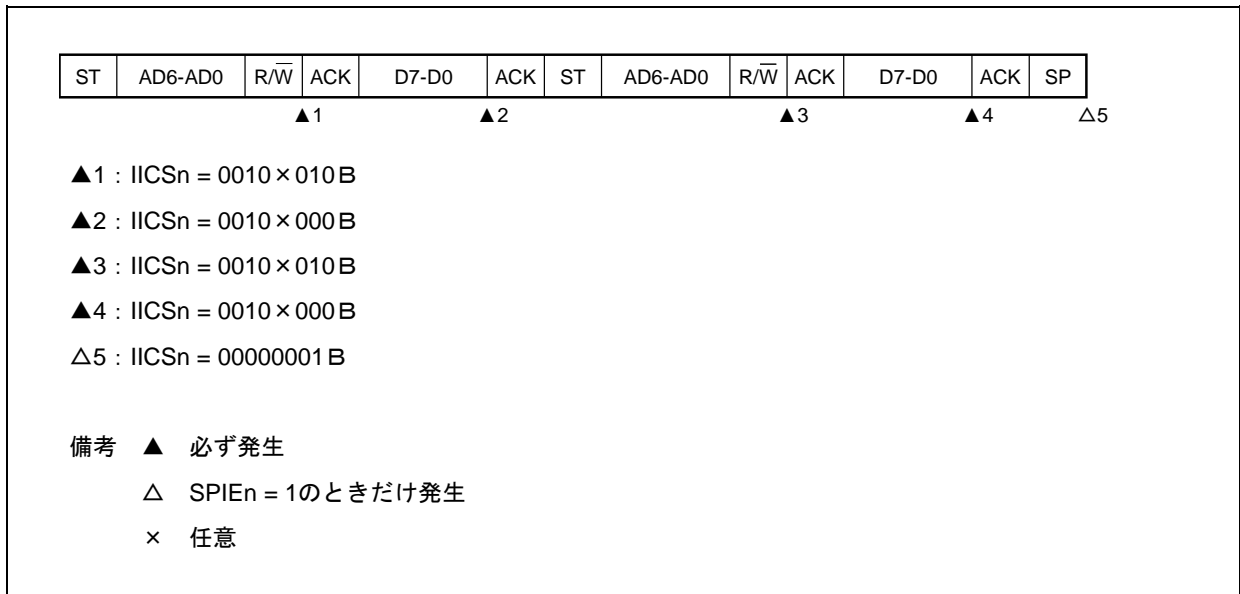 ST AD6-AD0 R/W̅ ACK D7-D0 ACK ST AD6-AD0 R/W̅ ACK D7-D0 ACK SP
▲1 ▲2 ▲3 ▲4 △5
▲1：IICSn = 0010×010B
▲2：IICSn = 0010×000B
▲3：IICSn = 0010×010B
▲4：IICSn = 0010×000B
△5：IICSn = 00000001B
備考 ▲ 必ず発生
△ SPIEn = 1のときだけ発生
× 任意